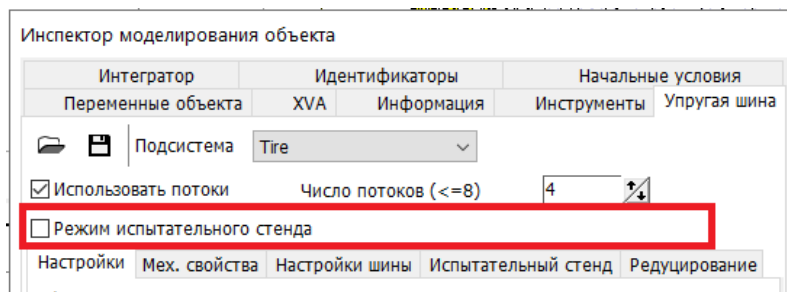 Инспектор моделирования объекта
Интегратор Идентификаторы Начальные условия
Переменные объекта XVA Информация Инструменты Упругая шина
Подсистема Tire
Использовать потоки Число потоков (<=8) 4
Режим испытательного стенда
Настройки Мех. свойства Настройки шины Испытательный стенд Редуцирование